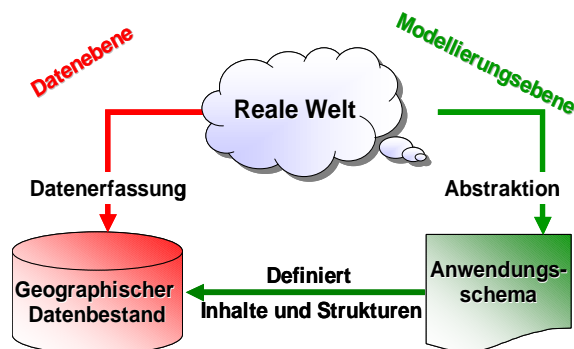 Datenebene
Modellierungsebene
Reale Welt
Datenerfassung
Abstraktion
Geographischer
Datenbestand
Definiert
Inhalte und Strukturen
Anwendungs-
schema